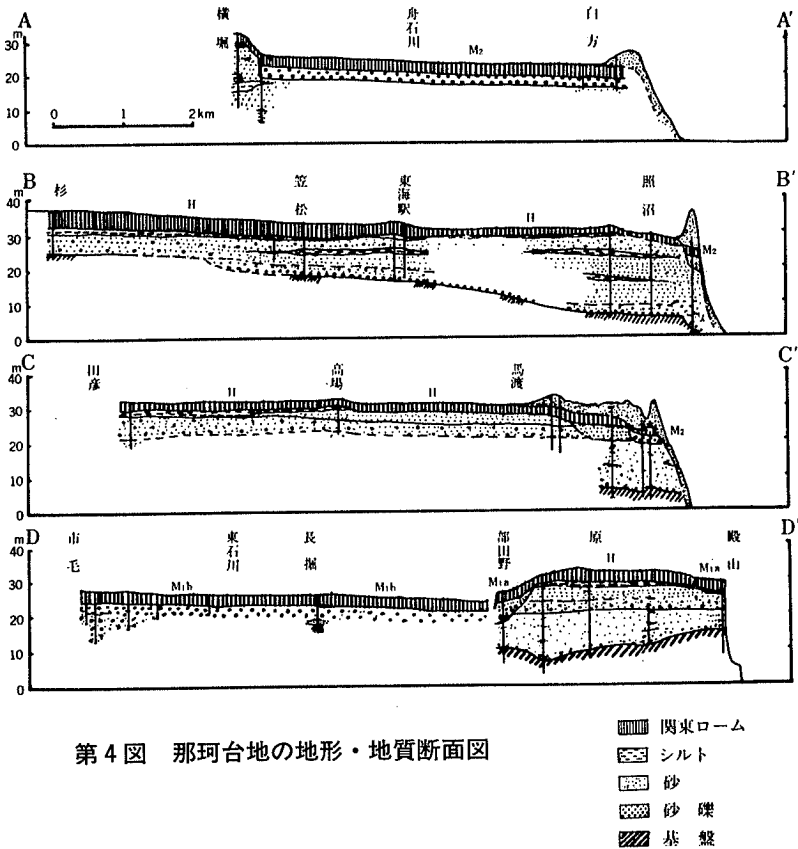 A A'
横堀 舟石川 白方
m
30
20
10
0
M2
0 1 2km
B B'
杉 笠松 東海駅 照沼
m
40
30
20
10
0
H H M2
C C'
田彦 高場 馬渡
m
40
30
20
10
0
H H M2
D D'
市毛 東石川 長堀 部田野 原 殿山
m
40
30
20
10
0
M1b M1b M1a H M1a
関東ローム
シルト
砂
砂礫
基盤
第4図 那珂台地の地形・地質断面図